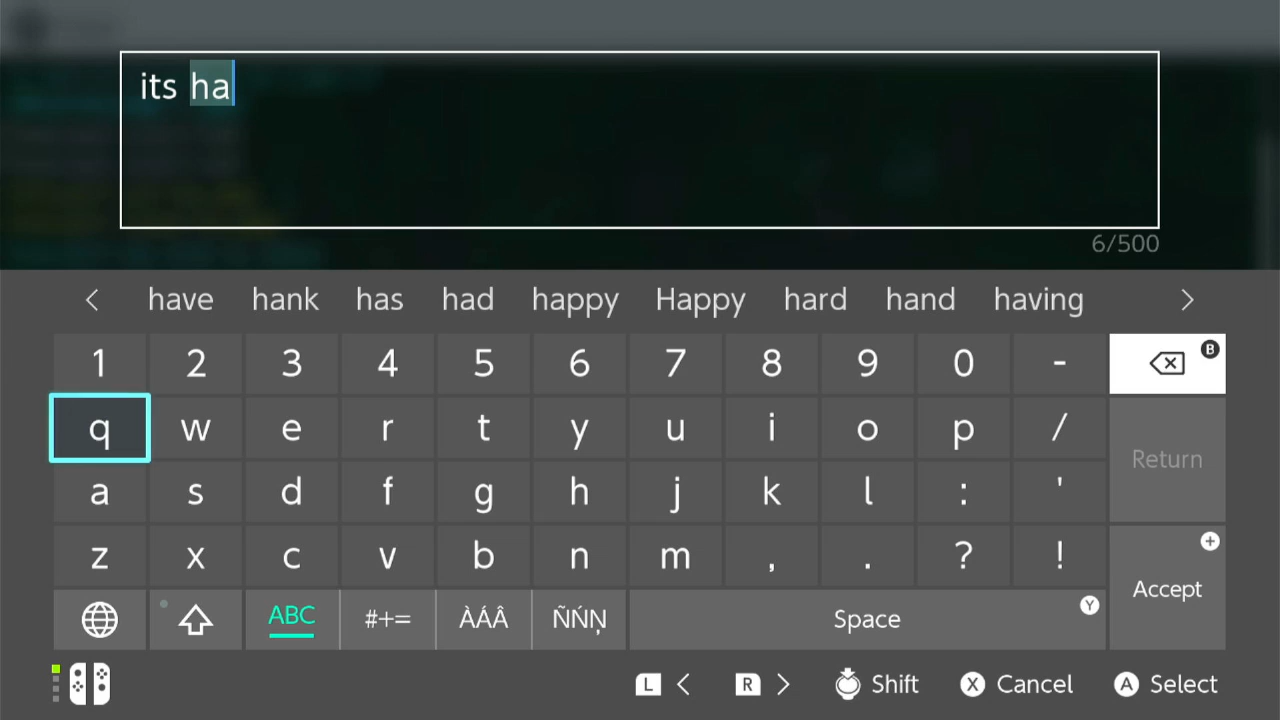 its ha
6/500
have hank has had happy Happy hard hand having
1 2 3 4 5 6 7 8 9 0 -
B
q w e r t y u i o p /
Return
a s d f g h j k l : '
z x c v b n m , . ? !
+
Accept
ABC #+= ÀÁÂ ÑŃŅ Space Y
L R Shift X Cancel A Select